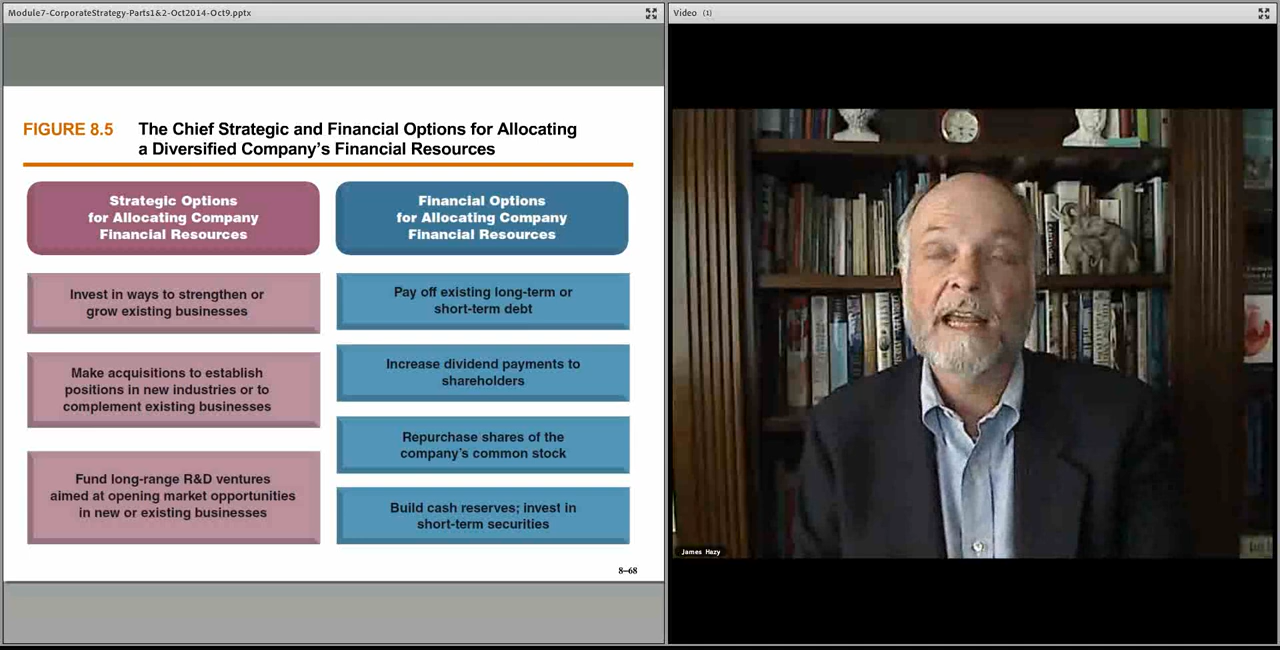 Module7-CorporateStrategy-Parts1&2-Oct2014-Oct9.pptx
FIGURE 8.5
The Chief Strategic and Financial Options for Allocating
a Diversified Company's Financial Resources
Strategic Options
for Allocating Company
Financial Resources
Invest in ways to strengthen or
grow existing businesses
Make acquisitions to establish
positions in new industries or to
complement existing businesses
Fund long-range R&D ventures
aimed at opening market opportunities
in new or existing businesses
Financial Options
for Allocating Company
Financial Resources
Pay off existing long-term or
short-term debt
Increase dividend payments to
shareholders
Repurchase shares of the
company's common stock
Build cash reserves; invest in
short-term securities
8–68
Video (1)
James Hazy